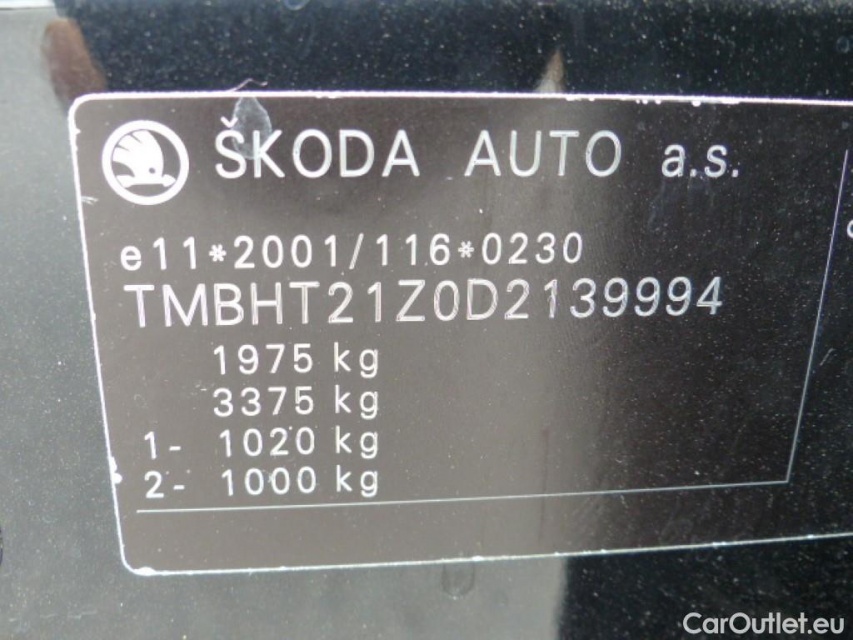 ŠKODA AUTO a.s.
e11*2001/116*0230
TMBHT21Z0D2139994
1975 kg
3375 kg
1- 1020 kg
2- 1000 kg
CarOutlet.eu